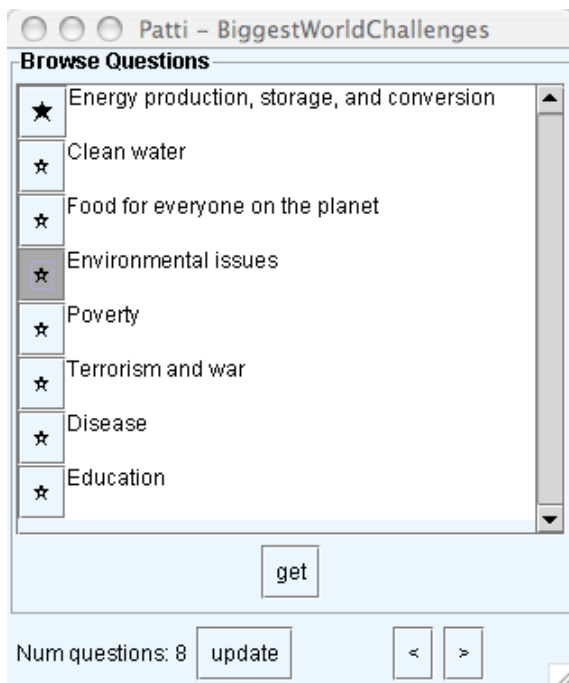 Patti – BiggestWorldChallenges
Browse Questions
Energy production, storage, and conversion
Clean water
Food for everyone on the planet
Environmental issues
Poverty
Terrorism and war
Disease
Education
get
Num questions: 8 update < >